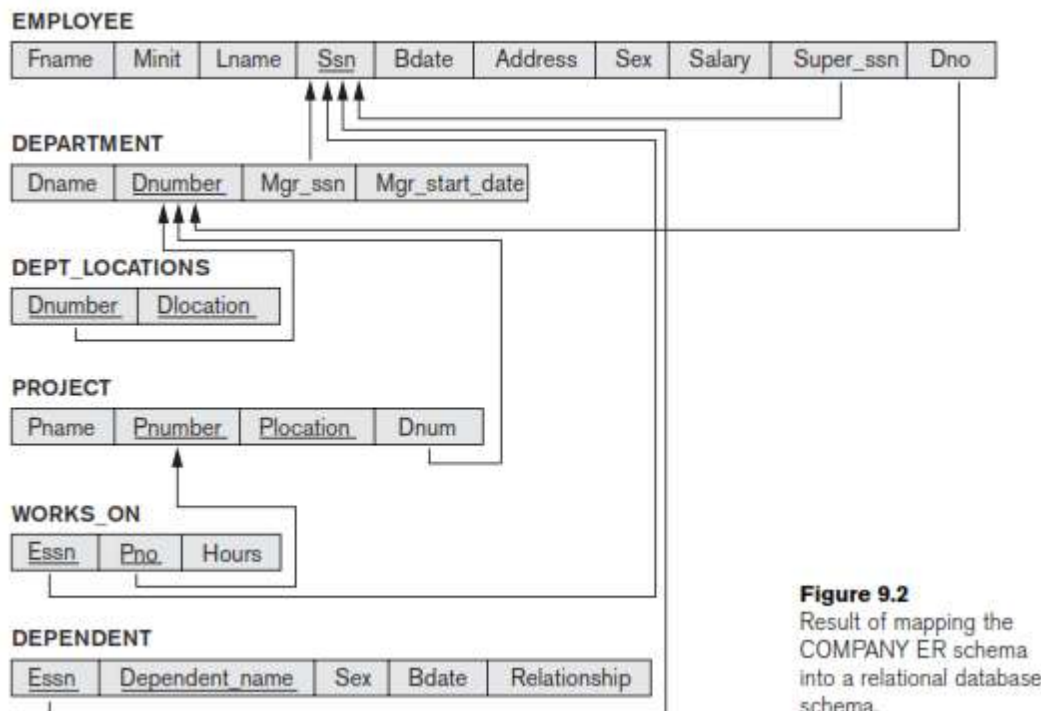 EMPLOYEE
Fname Minit Lname Ssn Bdate Address Sex Salary Super_ssn Dno
DEPARTMENT
Dname Dnumber Mgr_ssn Mgr_start_date
DEPT_LOCATIONS
Dnumber Dlocation
PROJECT
Pname Pnumber Plocation Dnum
WORKS_ON
Essn Pno Hours
DEPENDENT
Essn Dependent_name Sex Bdate Relationship
Figure 9.2
Result of mapping the
COMPANY ER schema
into a relational database
schema.